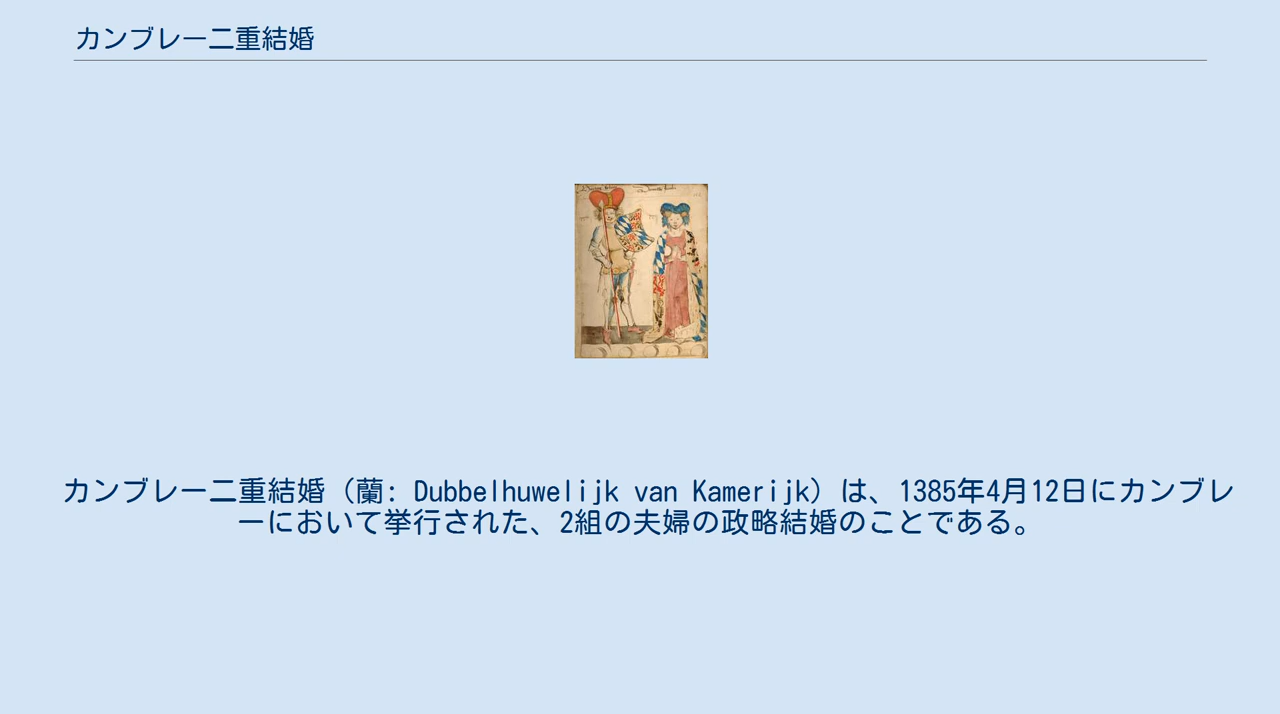 カンブレー二重結婚
カンブレー二重結婚（蘭: Dubbelhuwelijk van Kamerijk）は、1385年4月12日にカンブレ
ーにおいて挙行された、2組の夫婦の政略結婚のことである。